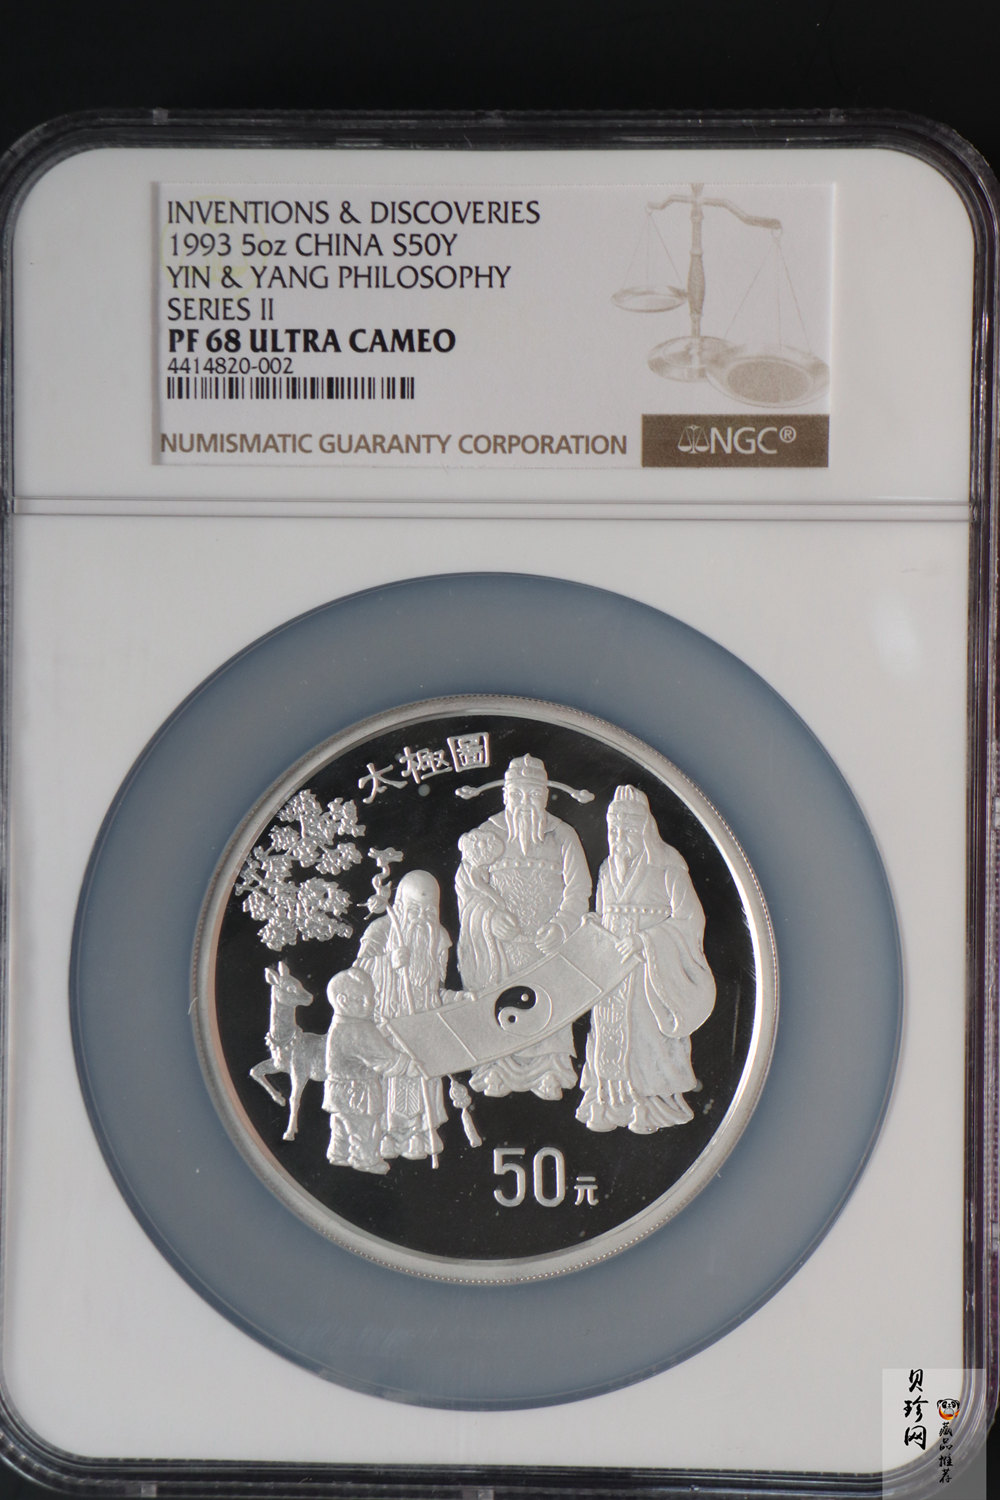 INVENTIONS & DISCOVERIES
1993 5oz CHINA S50Y
YIN & YANG PHILOSOPHY
SERIES II
PF 68 ULTRA CAMEO
4414820-002
NUMISMATIC GUARANTY CORPORATION
NGC®
太極圖
50元
贝珍网
藏品推荐